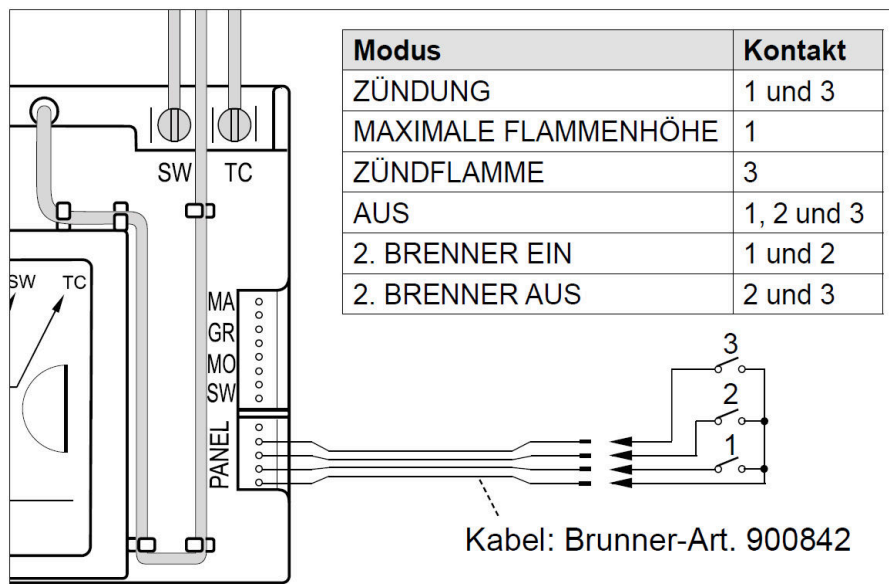 Modus Kontakt
ZÜNDUNG 1 und 3
MAXIMALE FLAMMENHÖHE 1
ZÜNDFLAMME 3
AUS 1, 2 und 3
2. BRENNER EIN 1 und 2
2. BRENNER AUS 2 und 3
SW TC
SW TC
MA
GR
MO
SW
PANEL
3
2
1
Kabel: Brunner-Art. 900842